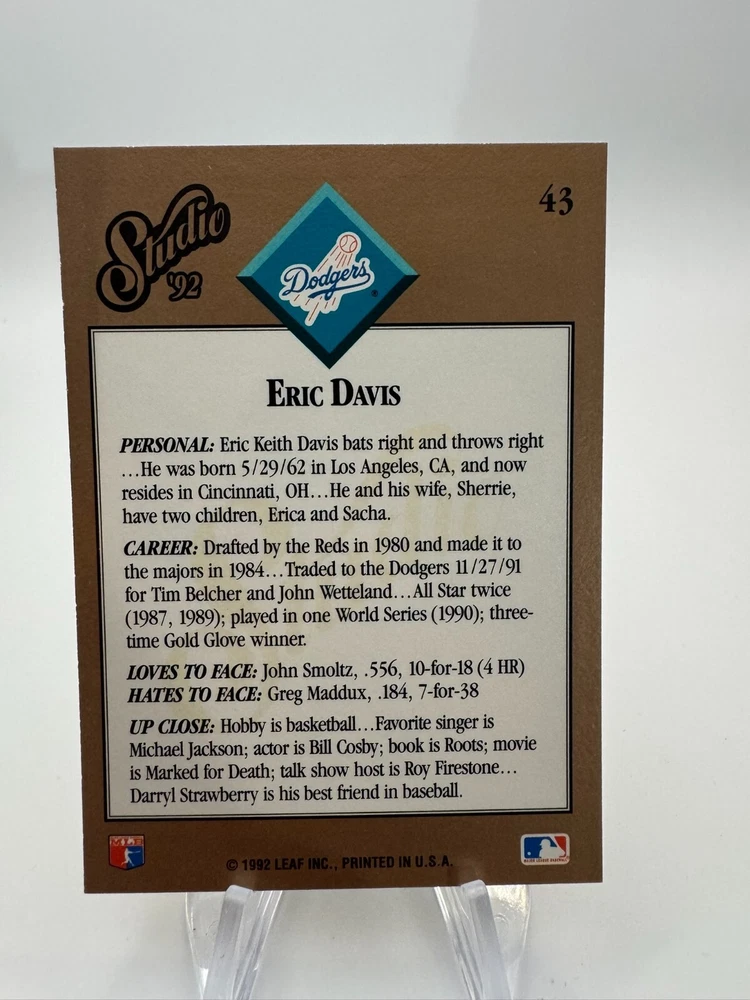 Studio
'92
43
Dodgers
®
ERIC DAVIS
PERSONAL: Eric Keith Davis bats right and throws right
...He was born 5/29/62 in Los Angeles, CA, and now
resides in Cincinnati, OH...He and his wife, Sherrie,
have two children, Erica and Sacha.
CAREER: Drafted by the Reds in 1980 and made it to
the majors in 1984...Traded to the Dodgers 11/27/91
for Tim Belcher and John Wetteland...All Star twice
(1987, 1989); played in one World Series (1990); three-
time Gold Glove winner.
LOVES TO FACE: John Smoltz, .556, 10-for-18 (4 HR)
HATES TO FACE: Greg Maddux, .184, 7-for-38
UP CLOSE: Hobby is basketball...Favorite singer is
Michael Jackson; actor is Bill Cosby; book is Roots; movie
is Marked for Death; talk show host is Roy Firestone...
Darryl Strawberry is his best friend in baseball.
© 1992 LEAF INC., PRINTED IN U.S.A.
MAJOR LEAGUE BASEBALL